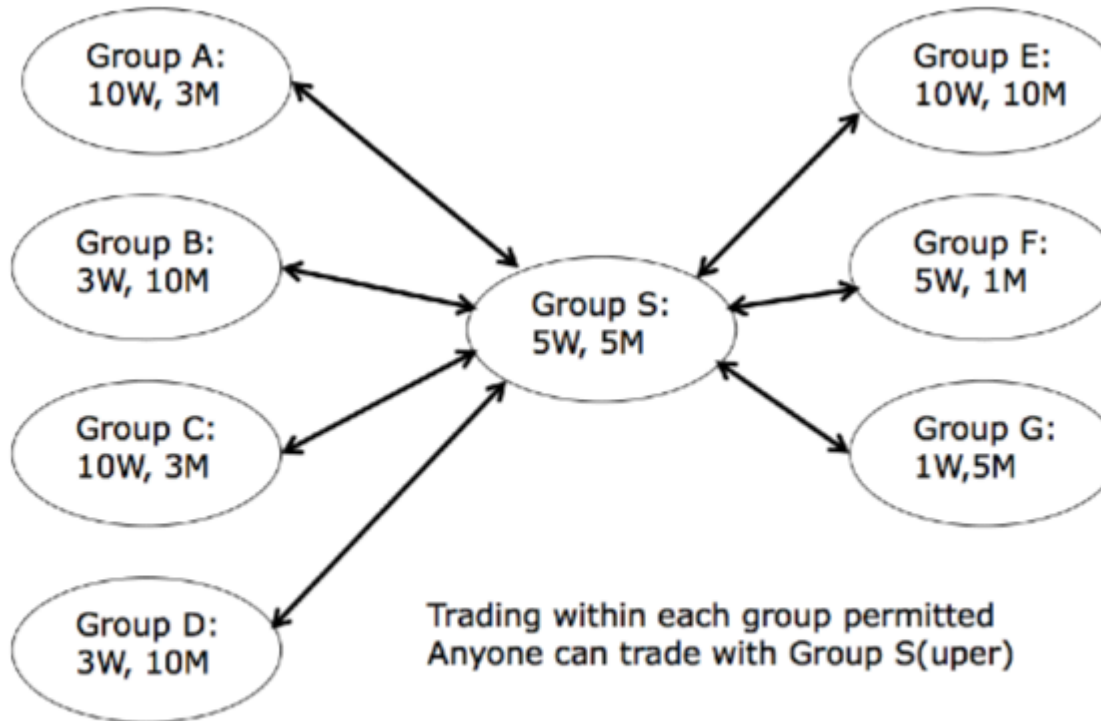 Group A:
10W, 3M
Group B:
3W, 10M
Group C:
10W, 3M
Group D:
3W, 10M
Group S:
5W, 5M
Group E:
10W, 10M
Group F:
5W, 1M
Group G:
1W,5M
Trading within each group permitted
Anyone can trade with Group S(uper)